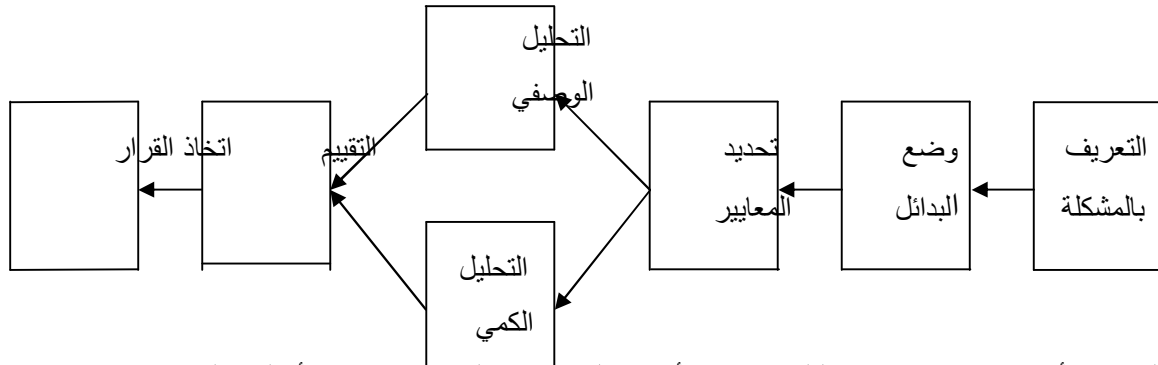 التعريف
بالمشكلة
وضع
البدائل
تحديد
المعايير
التحليل
الوصفي
التحليل
الكمي
التقييم
اتخاذ القرار